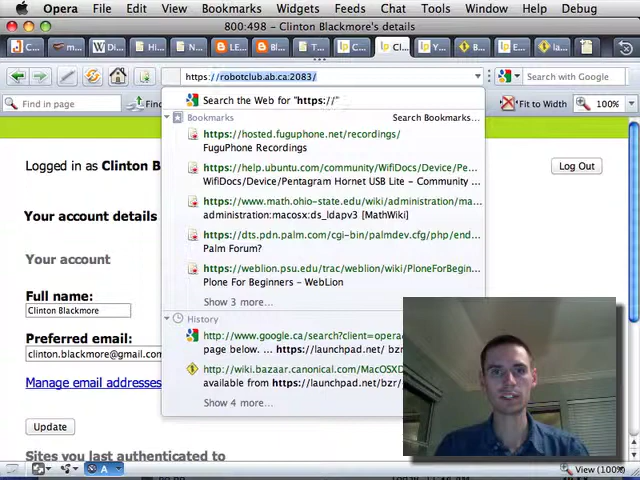 Opera File Edit View Bookmarks Widgets Feeds Chat Tools Window Help Debug
800:498 - Clinton Blackmore's details
J C
m
W Di
Hi
B LE
B To
C
Cl...
Y...
B
E
la
https://robotclub.ab.ca:2083/
Search with Google
Find in page
Find
Fit to Width
100%
Search the Web for "https://"
Bookmarks
Search Bookmarks...
https://hosted.fuguphone.net/recordings/
FuguPhone Recordings
https://help.ubuntu.com/community/WifiDocs/Device/Pe...
WifiDocs/Device/Pentagram Hornet USB Lite - Community ...
https://www.math.ohio-state.edu/wiki/administration/ma...
administration:macosx:ds_ldapv3 [MathWiki]
https://dts.pdn.palm.com/cgi-bin/palmdev.cfg/php/end...
Palm Forum?
https://weblion.psu.edu/trac/weblion/wiki/PloneForBegin...
Plone For Beginners - WebLion
Show 3 more...
History
http://www.google.ca/search?client=opera
page below. ... https://launchpad.net/ bzr
http://wiki.bazaar.canonical.com/MacOSXD
available from https://launchpad.net/ bzr/
Show 4 more...
Logged in as Clinton B
Log Out
Your account details
Your account
Full name:
Clinton Blackmore
Preferred email:
clinton.blackmore@gmail.com
Manage email addresses
Update
Sites you last authenticated to
A
View (100%)